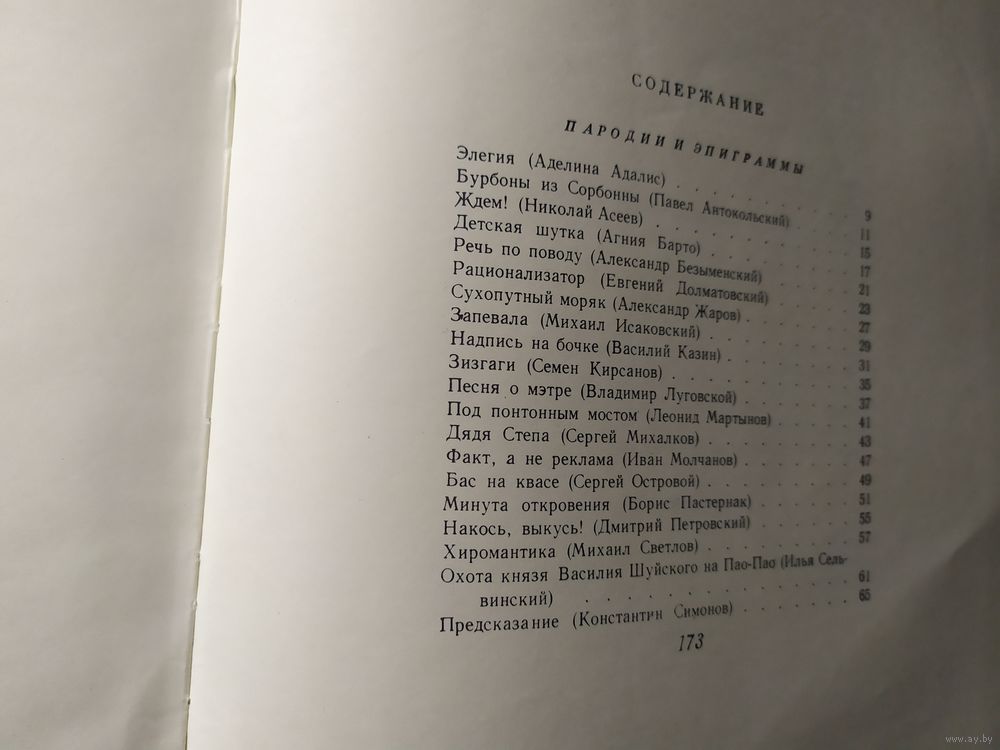 СОДЕРЖАНИЕ
ПАРОДИИ И ЭПИГРАММЫ
Элегия (Аделина Адалис) . . . . . . . . . 9
Бурбоны из Сорбонны (Павел Антокольский) . . . . 11
Ждем! (Николай Асеев) . . . . . . . . . . 15
Детская шутка (Агния Барто) . . . . . . . . 17
Речь по поводу (Александр Безыменский) . . . . . 21
Рационализатор (Евгений Долматовский) . . . . . 23
Сухопутный моряк (Александр Жаров) . . . . . . 27
Запевала (Михаил Исаковский) . . . . . . . . 29
Надпись на бочке (Василий Казин) . . . . . . . 31
Зизгаги (Семен Кирсанов) . . . . . . . . . 35
Песня о мэтре (Владимир Луговской) . . . . . . 37
Под понтонным мостом (Леонид Мартынов) . . . . . 41
Дядя Степа (Сергей Михалков) . . . . . . . . 43
Факт, а не реклама (Иван Молчанов) . . . . . . 47
Бас на квасе (Сергей Островой) . . . . . . . . 49
Минута откровения (Борис Пастернак) . . . . . . 51
Накось, выкусь! (Дмитрий Петровский) . . . . . . 55
Хиромантика (Михаил Светлов) . . . . . . . . 57
Охота князя Василия Шуйского на Пао-Пао (Илья Сель-
винский) . . . . . . . . . . . . . 61
Предсказание (Константин Симонов) . . . . . . 65
173
www.ay.by